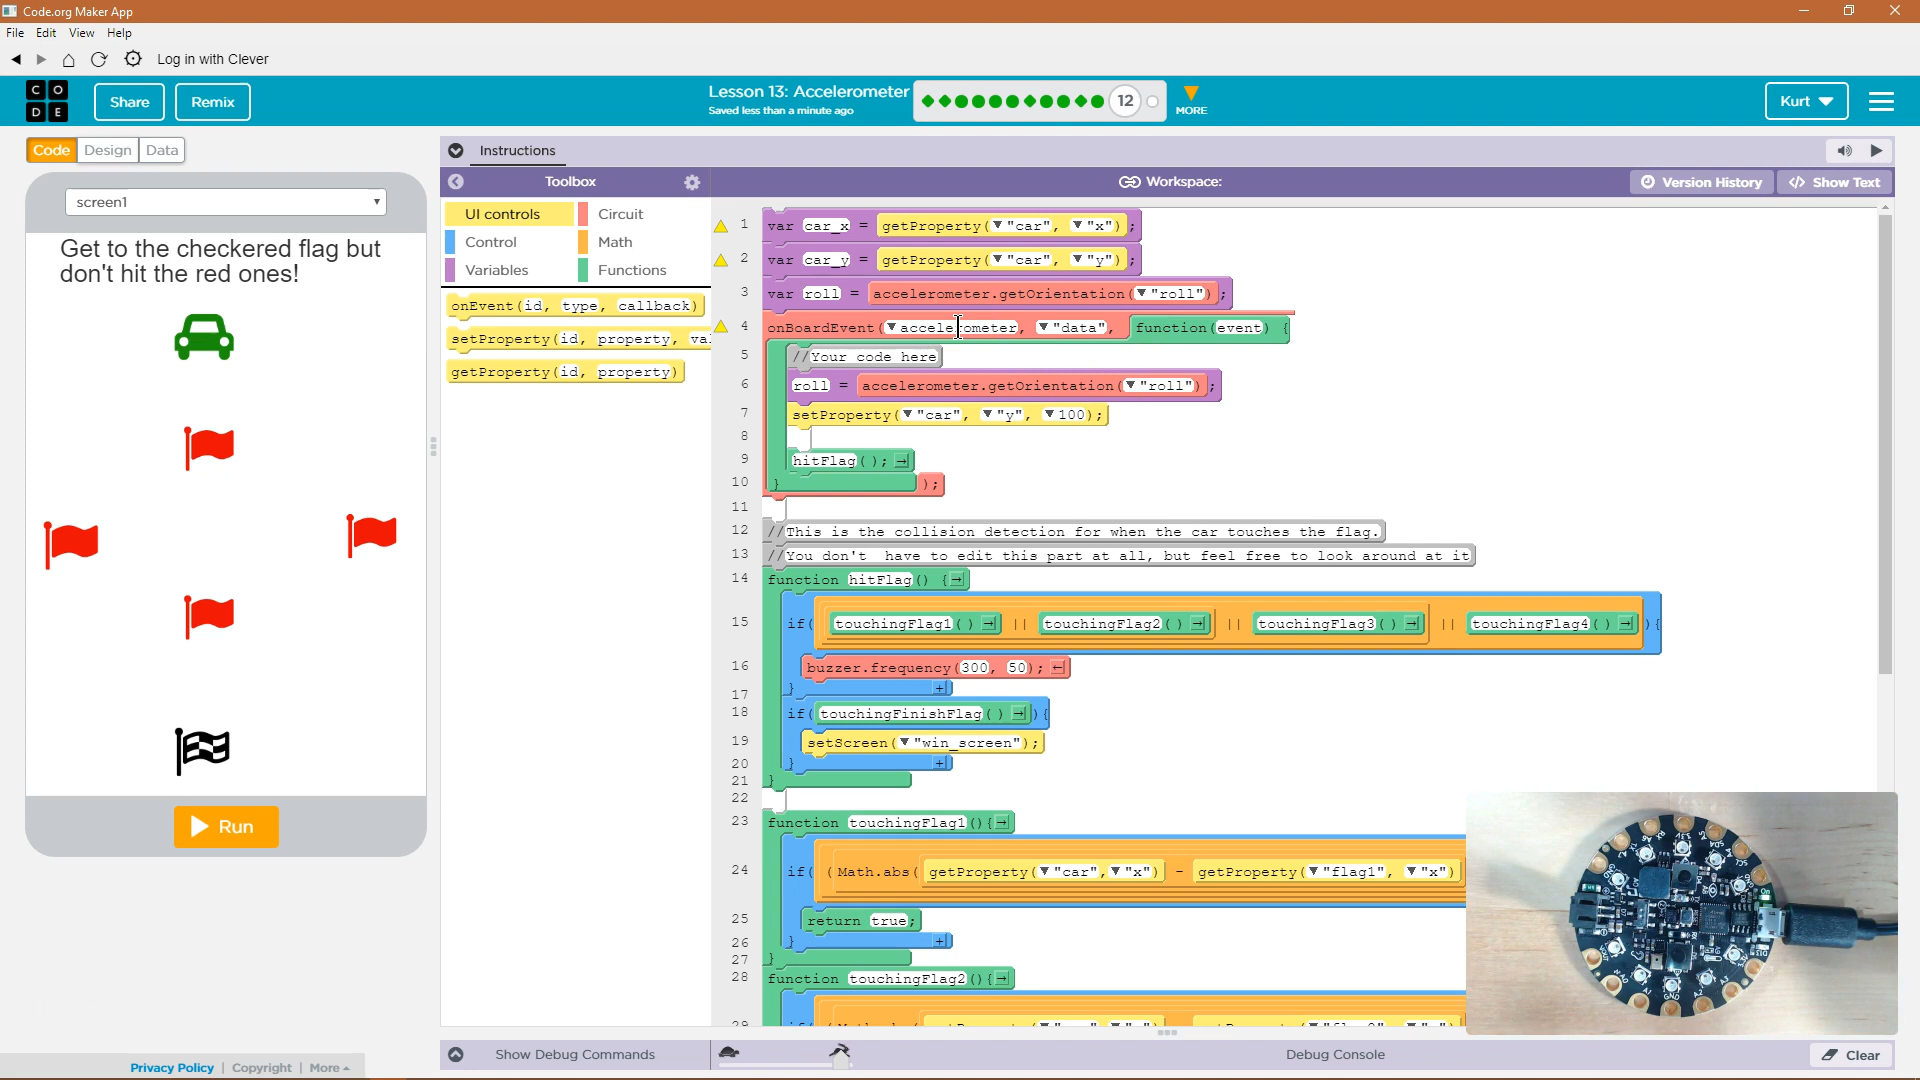 Code.org Maker App
File Edit View Help
Log in with Clever
CODE
Share
Remix
Lesson 13: Accelerometer
Saved less than a minute ago
12
MORE
Kurt
Code Design Data
Instructions
screen1
Toolbox
Workspace:
Version History
</> Show Text
Get to the checkered flag but
don't hit the red ones!
Run
UI controls
Circuit
Control
Math
Variables
Functions
onEvent(id, type, callback)
setProperty(id, property, val
getProperty(id, property)
1 var car_x = getProperty("car", "x");
2 var car_y = getProperty("car", "y");
3 var roll = accelerometer.getOrientation("roll");
4 onBoardEvent(accelerometer, "data", function(event) {
5 //Your code here
6 roll = accelerometer.getOrientation("roll");
7 setProperty("car", "y", 100);
8
9 hitFlag();
10 } );
11
12 //This is the collision detection for when the car touches the flag.
13 //You don't have to edit this part at all, but feel free to look around at it
14 function hitFlag() {
15 if( touchingFlag1() || touchingFlag2() || touchingFlag3() || touchingFlag4() ){
16 buzzer.frequency(300, 50);
17 }
18 if( touchingFinishFlag() ){
19 setScreen("win_screen");
20 }
21 }
22
23 function touchingFlag1(){
24 if( (Math.abs( getProperty("car","x") - getProperty("flag1", "x")
25 return true;
26 }
27 }
28 function touchingFlag2(){
29
Show Debug Commands
Debug Console
Clear
Privacy Policy | Copyright | More